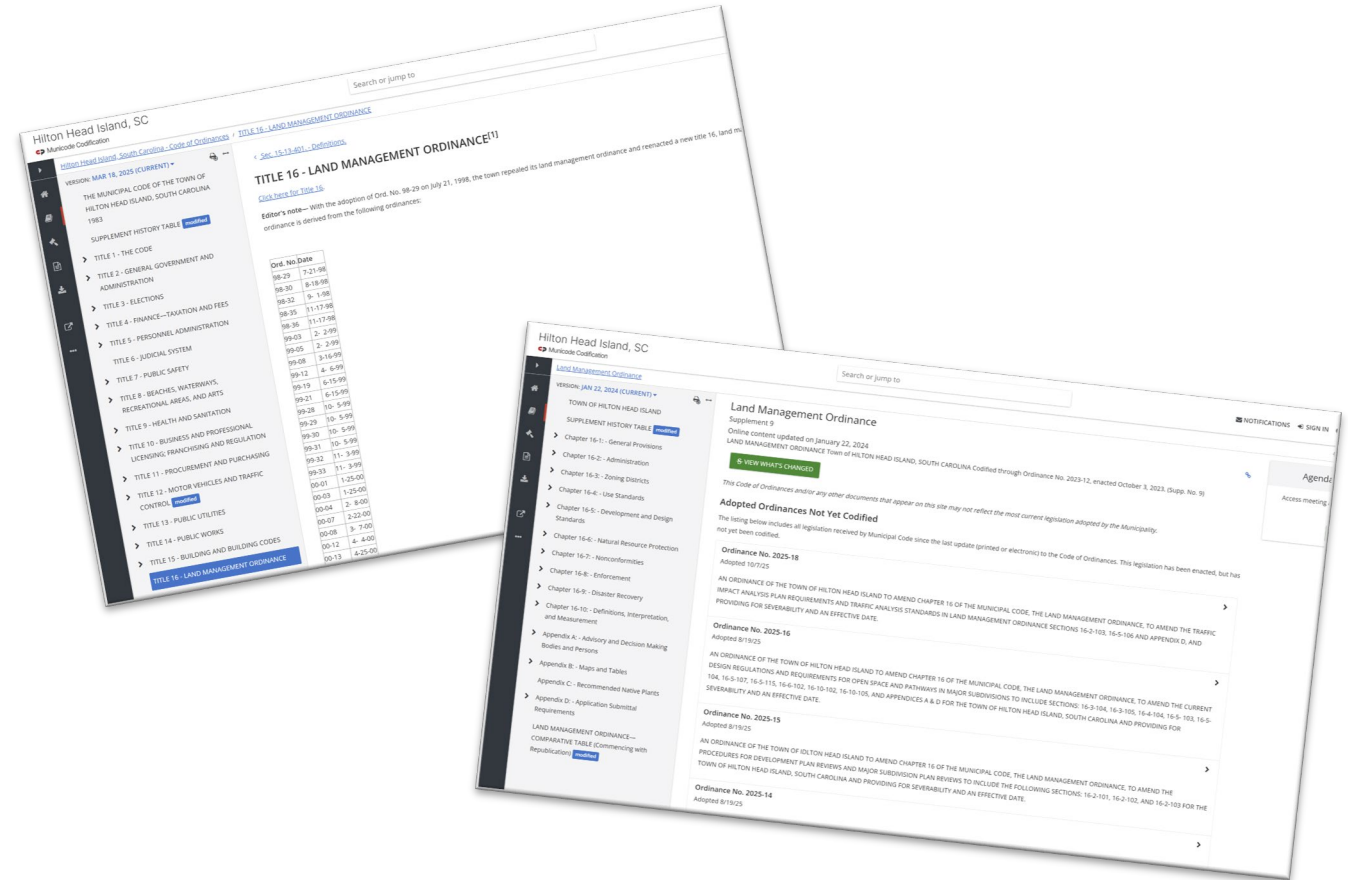 Hilton Head Island, SC
Municode Codification
Search or jump to
Hilton Head Island, South Carolina - Code of Ordinances / TITLE 16 - LAND MANAGEMENT ORDINANCE
VERSION: MAR 18, 2025 (CURRENT)
THE MUNICIPAL CODE OF THE TOWN OF
HILTON HEAD ISLAND, SOUTH CAROLINA
1983
SUPPLEMENT HISTORY TABLE modified
TITLE 1 - THE CODE
TITLE 2 - GENERAL GOVERNMENT AND
ADMINISTRATION
TITLE 3 - ELECTIONS
TITLE 4 - FINANCE—TAXATION AND FEES
TITLE 5 - PERSONNEL ADMINISTRATION
TITLE 6 - JUDICIAL SYSTEM
TITLE 7 - PUBLIC SAFETY
TITLE 8 - BEACHES, WATERWAYS,
RECREATIONAL AREAS, AND ARTS
TITLE 9 - HEALTH AND SANITATION
TITLE 10 - BUSINESS AND PROFESSIONAL
LICENSING; FRANCHISING AND REGULATION
TITLE 11 - PROCUREMENT AND PURCHASING
TITLE 12 - MOTOR VEHICLES AND TRAFFIC
CONTROL modified
TITLE 13 - PUBLIC UTILITIES
TITLE 14 - PUBLIC WORKS
TITLE 15 - BUILDING AND BUILDING CODES
TITLE 16 - LAND MANAGEMENT ORDINANCE
< Sec. 15-13-401. - Definitions.
TITLE 16 - LAND MANAGEMENT ORDINANCE[1]
Click here for Title 16.
Editor's note— With the adoption of Ord. No. 98-29 on July 21, 1998, the town repealed its land management ordinance and reenacted a new title 16, land
ordinance is derived from the following ordinances:
Ord. No. Date
98-29 7-21-98
98-30 8-18-98
98-32 9- 1-98
98-35 11-17-98
98-36 11-17-98
99-03 2- 2-99
99-05 2- 2-99
99-08 3-16-99
99-12 4- 6-99
99-19 6-15-99
99-21 6-15-99
99-28 10- 5-99
99-29 10- 5-99
99-30 10- 5-99
99-31 10- 5-99
99-32 11- 3-99
99-33 11- 3-99
00-01 1-25-00
00-03 1-25-00
00-04 2- 8-00
00-07 2-22-00
00-08 3- 7-00
00-12 4- 4-00
00-13 4-25-00
Hilton Head Island, SC
Municode Codification
Search or jump to
NOTIFICATIONS SIGN IN
Land Management Ordinance
VERSION: JAN 22, 2024 (CURRENT)
TOWN OF HILTON HEAD ISLAND
SUPPLEMENT HISTORY TABLE modified
Chapter 16-1: - General Provisions
Chapter 16-2: - Administration
Chapter 16-3: - Zoning Districts
Chapter 16-4: - Use Standards
Chapter 16-5: - Development and Design
Standards
Chapter 16-6: - Natural Resource Protection
Chapter 16-7: - Nonconformities
Chapter 16-8: - Enforcement
Chapter 16-9: - Disaster Recovery
Chapter 16-10: - Definitions, Interpretation,
and Measurement
Appendix A: - Advisory and Decision Making
Bodies and Persons
Appendix B: - Maps and Tables
Appendix C: - Recommended Native Plants
Appendix D: - Application Submittal
Requirements
LAND MANAGEMENT ORDINANCE—
COMPARATIVE TABLE (Commencing with
Republication) modified
Land Management Ordinance
Supplement 9
Online content updated on January 22, 2024
LAND MANAGEMENT ORDINANCE Town of HILTON HEAD ISLAND, SOUTH CAROLINA Codified through Ordinance No. 2023-12, enacted October 3, 2023. (Supp. No. 9)
VIEW WHAT'S CHANGED
This Code of Ordinances and/or any other documents that appear on this site may not reflect the most current legislation adopted by the Municipality.
Adopted Ordinances Not Yet Codified
The listing below includes all legislation received by Municipal Code since the last update (printed or electronic) to the Code of Ordinances. This legislation has been enacted, but has
not yet been codified.
Ordinance No. 2025-18
Adopted 10/7/25
AN ORDINANCE OF THE TOWN OF HILTON HEAD ISLAND TO AMEND CHAPTER 16 OF THE MUNICIPAL CODE, THE LAND MANAGEMENT ORDINANCE, TO AMEND THE TRAFFIC
IMPACT ANALYSIS PLAN REQUIREMENTS AND TRAFFIC ANALYSIS STANDARDS IN LAND MANAGEMENT ORDINANCE SECTIONS 16-2-103, 16-5-106 AND APPENDIX D, AND
PROVIDING FOR SEVERABILITY AND AN EFFECTIVE DATE.
Ordinance No. 2025-16
Adopted 8/19/25
AN ORDINANCE OF THE TOWN OF HILTON HEAD ISLAND TO AMEND CHAPTER 16 OF THE MUNICIPAL CODE, THE LAND MANAGEMENT ORDINANCE, TO AMEND THE CURRENT
DESIGN REGULATIONS AND REQUIREMENTS FOR OPEN SPACE AND PATHWAYS IN MAJOR SUBDIVISIONS TO INCLUDE SECTIONS: 16-3-104, 16-3-105, 16-4-104, 16-5- 103, 16-5-
104, 16-5-107, 16-5-115, 16-6-102, 16-10-102, 16-10-105, AND APPENDICES A & D FOR THE TOWN OF HILTON HEAD ISLAND, SOUTH CAROLINA AND PROVIDING FOR
SEVERABILITY AND AN EFFECTIVE DATE.
Ordinance No. 2025-15
Adopted 8/19/25
AN ORDINANCE OF THE TOWN OF IOLTON HEAD ISLAND TO AMEND CHAPTER 16 OF THE MUNICIPAL CODE, THE LAND MANAGEMENT ORDINANCE, TO AMEND THE
PROCEDURES FOR DEVELOPMENT PLAN REVIEWS AND MAJOR SUBDIVISION PLAN REVIEWS TO INCLUDE THE FOLLOWING SECTIONS: 16-2-101, 16-2-102, AND 16-2-103 FOR THE
TOWN OF HILTON HEAD ISLAND, SOUTH CAROLINA AND PROVIDING FOR SEVERABILITY AND AN EFFECTIVE DATE.
Ordinance No. 2025-14
Adopted 8/19/25
Agenda
Access meeting